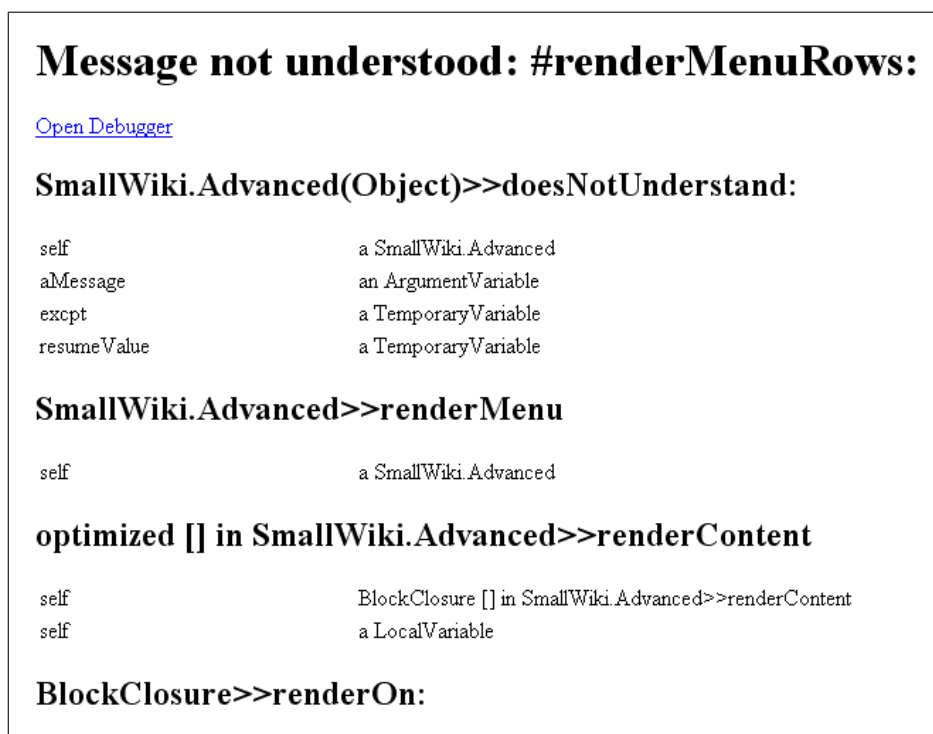 Message not understood: #renderMenuRows:
Open Debugger
SmallWiki.Advanced(Object)>>doesNotUnderstand:
self a SmallWiki.Advanced
aMessage an ArgumentVariable
excpt a TemporaryVariable
resumeValue a TemporaryVariable
SmallWiki.Advanced>>renderMenu
self a SmallWiki.Advanced
optimized [] in SmallWiki.Advanced>>renderContent
self BlockClosure [] in SmallWiki.Advanced>>renderContent
self a LocalVariable
BlockClosure>>renderOn: